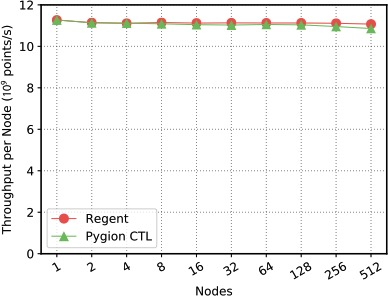 12
10
8
6
4
2
0
Throughput per Node (10⁹ points/s)
Regent
Pygion CTL
1 2 4 8 16 32 64 128 256 512
Nodes